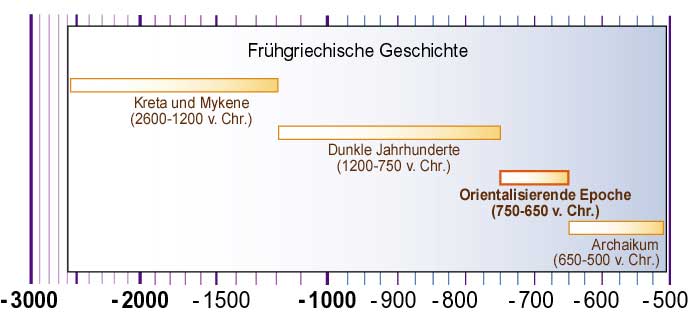 Frühgriechische Geschichte
Kreta und Mykene
(2600-1200 v. Chr.)
Dunkle Jahrhunderte
(1200-750 v. Chr.)
Orientalisierende Epoche
(750-650 v. Chr.)
Archaikum
(650-500 v. Chr.)
-3000 -2000 -1500 -1000 -900 -800 -700 -600 -500